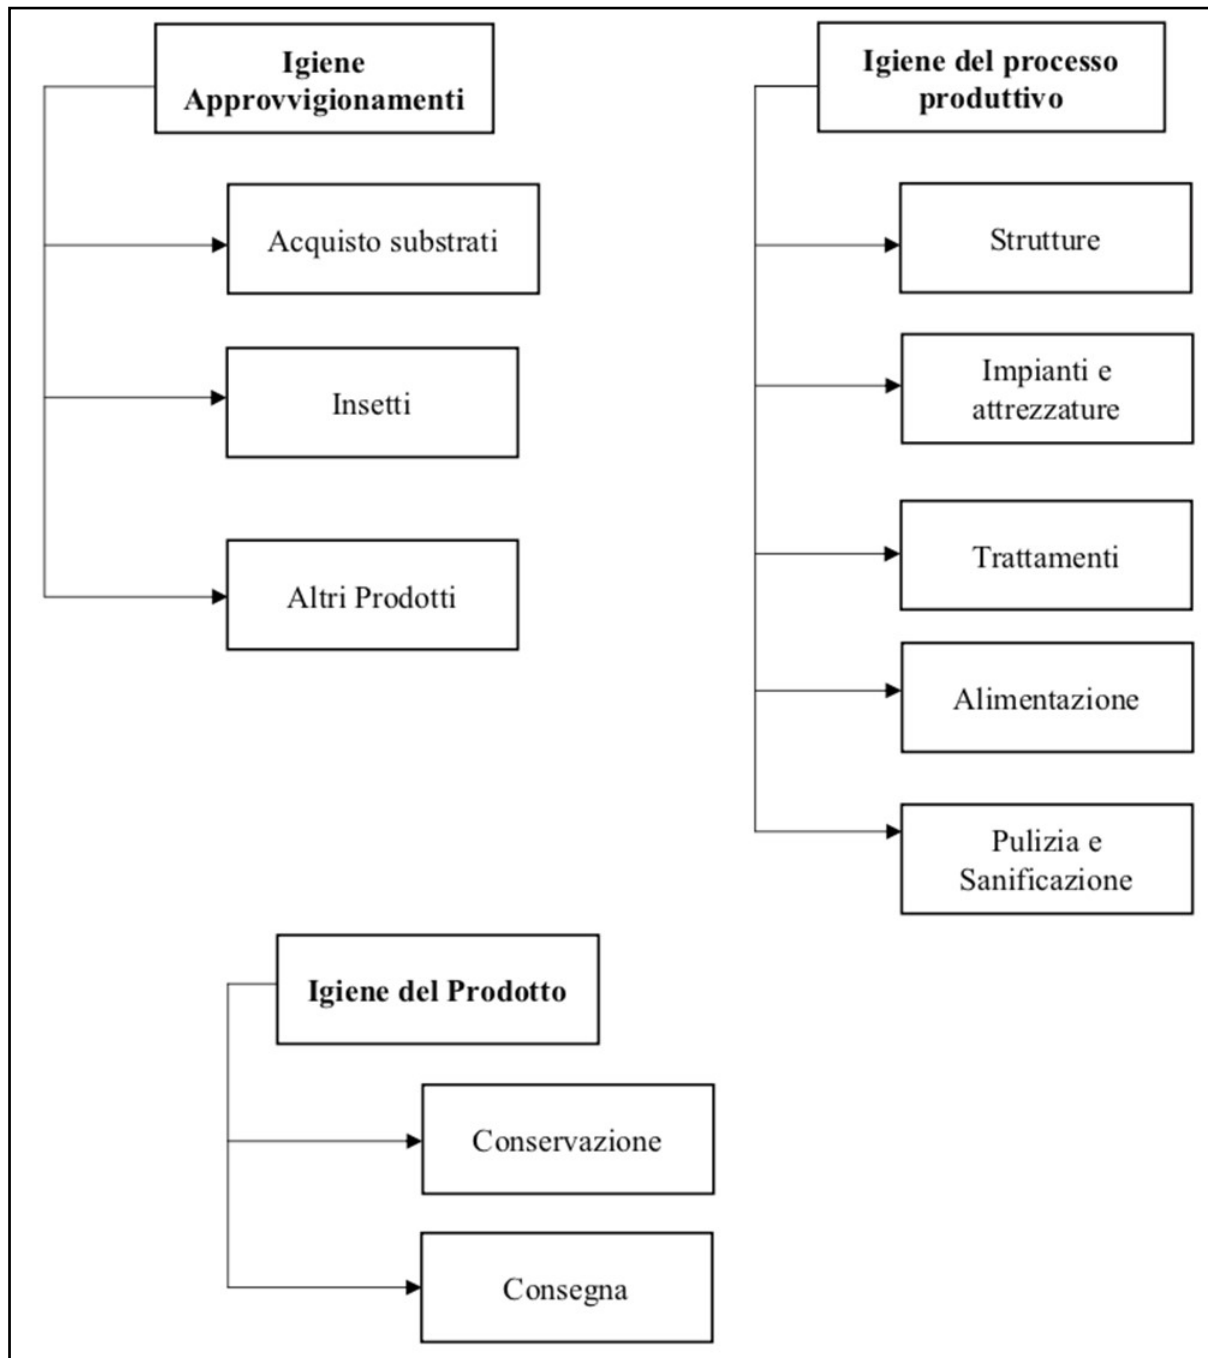 Igiene
Approvvigionamenti
Acquisto substrati
Insetti
Altri Prodotti
Igiene del processo
produttivo
Strutture
Impianti e
attrezzature
Trattamenti
Alimentazione
Pulizia e
Sanificazione
Igiene del Prodotto
Conservazione
Consegna